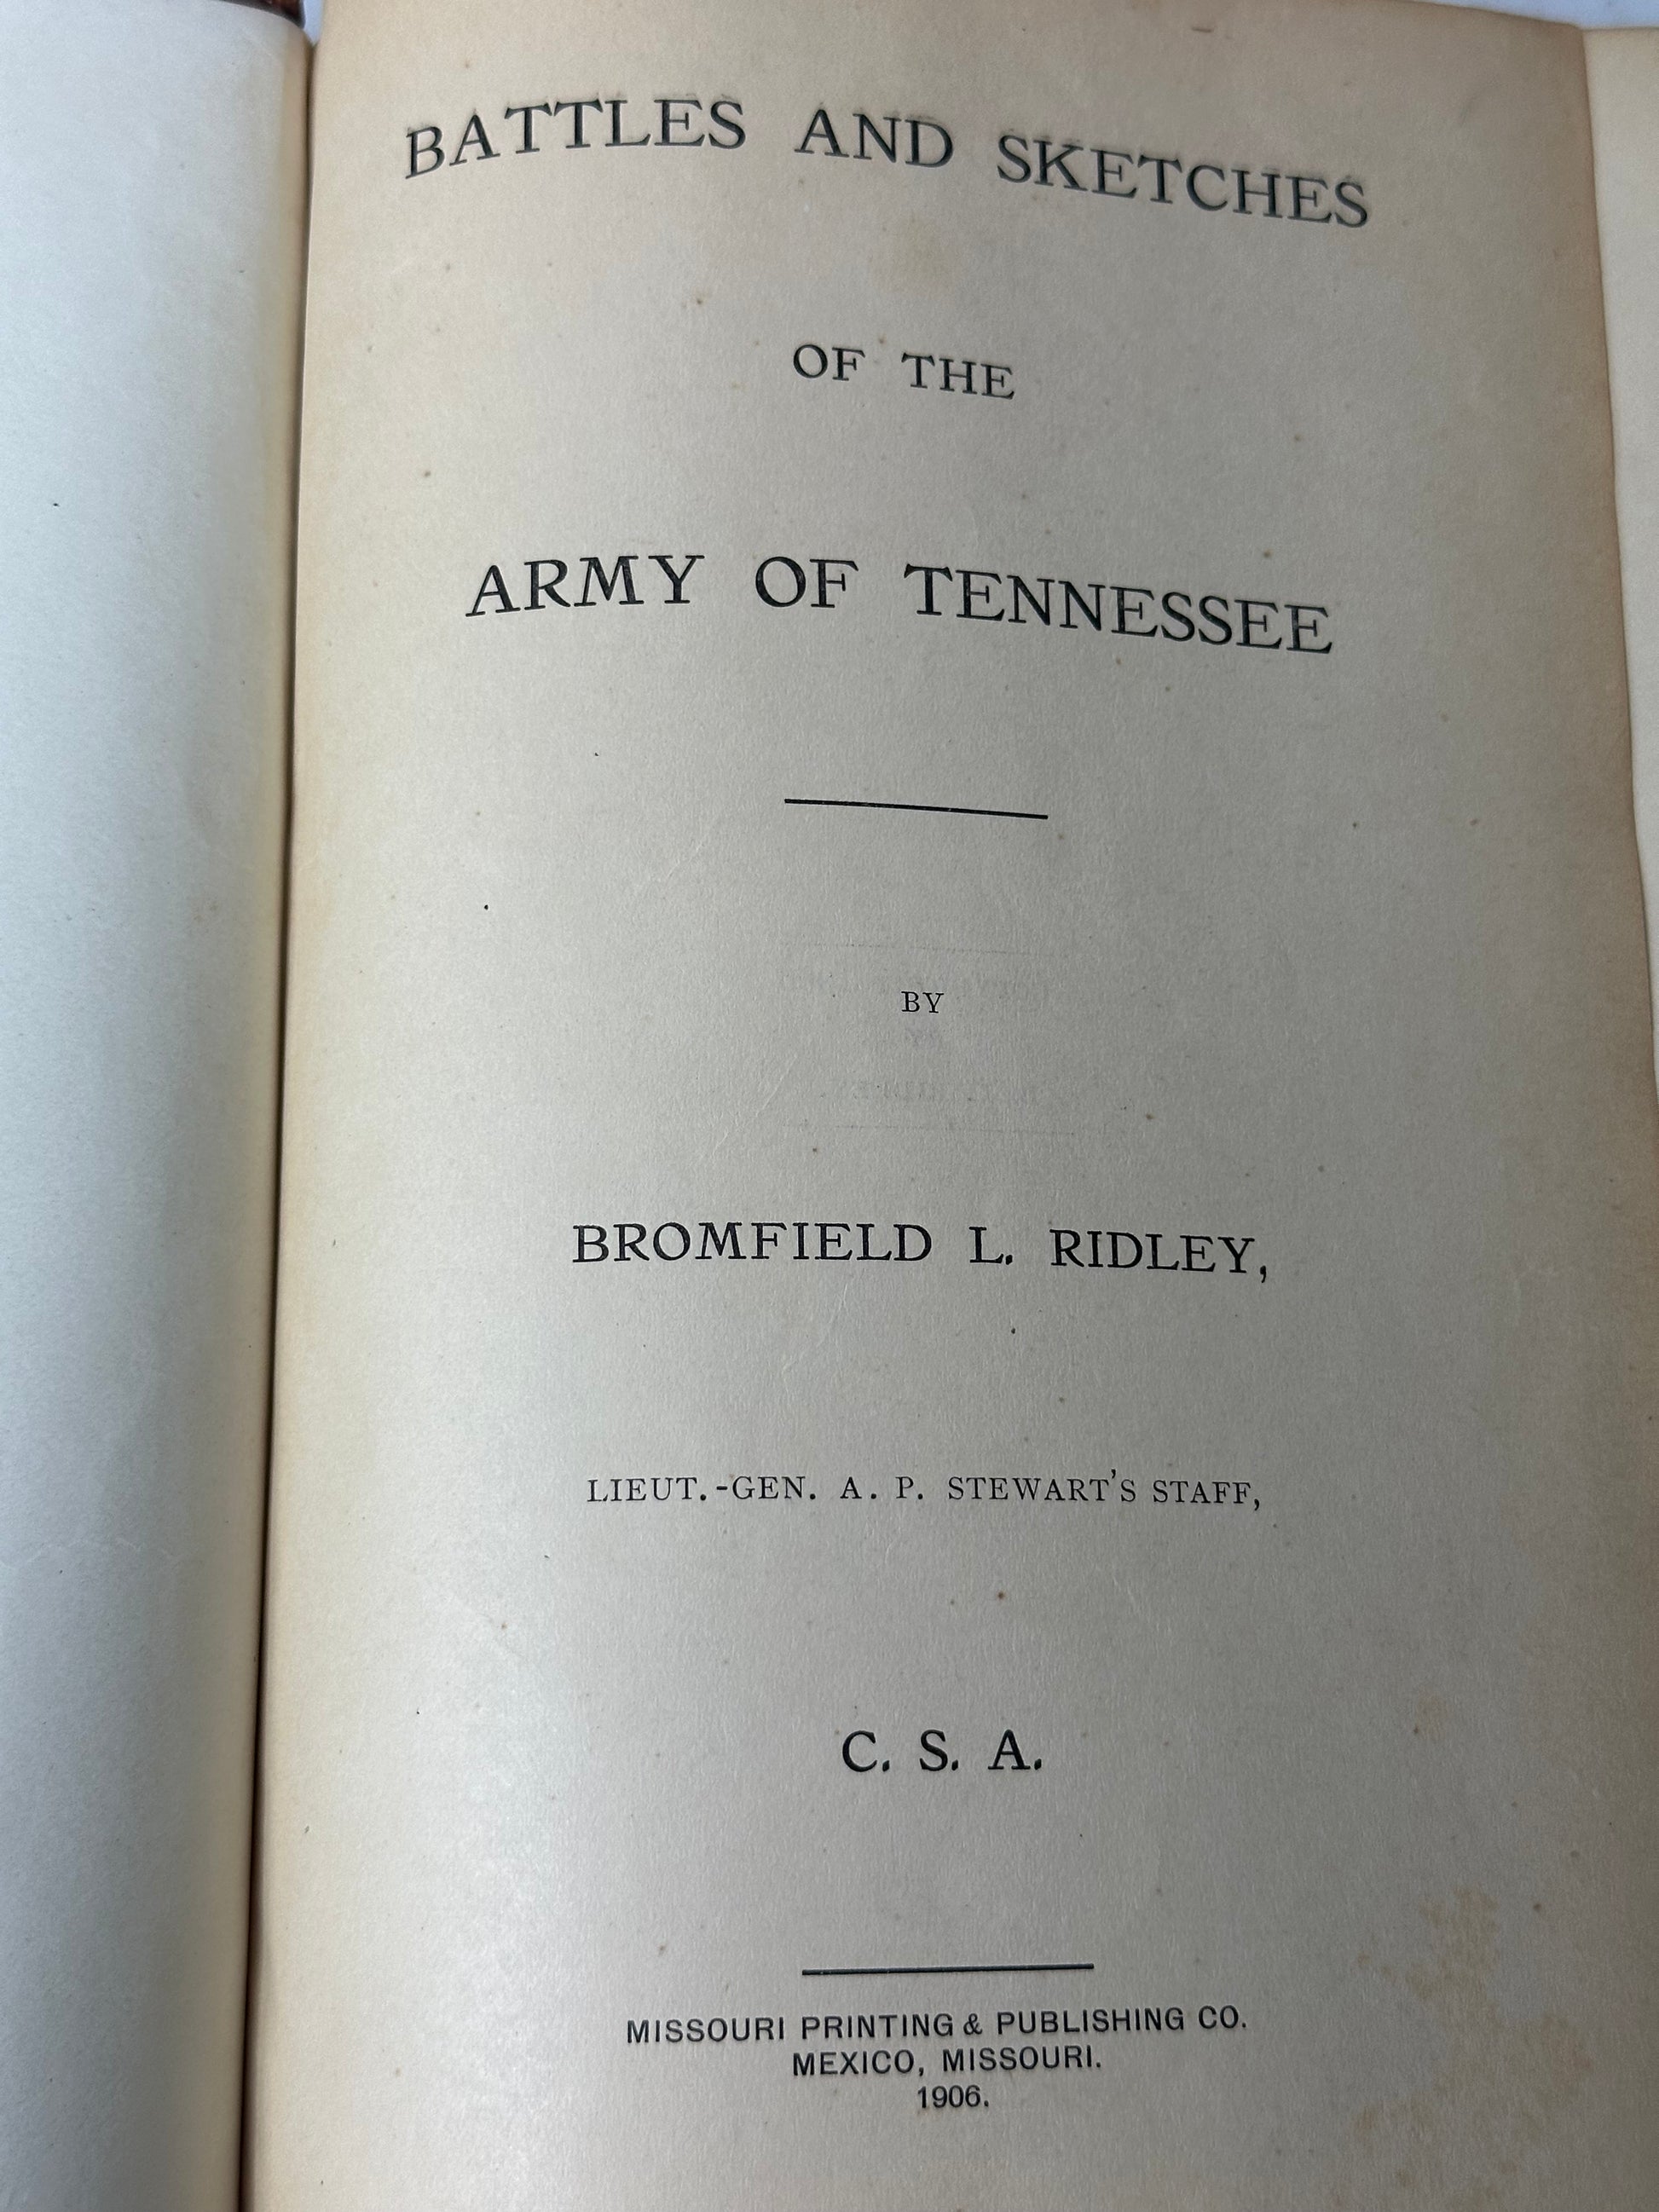 BATTLES AND SKETCHES
OF THE
ARMY OF TENNESSEE
BY
BROMFIELD L. RIDLEY,
LIEUT.-GEN. A. P. STEWART'S STAFF,
C. S. A.
MISSOURI PRINTING & PUBLISHING CO.
MEXICO, MISSOURI.
1906.